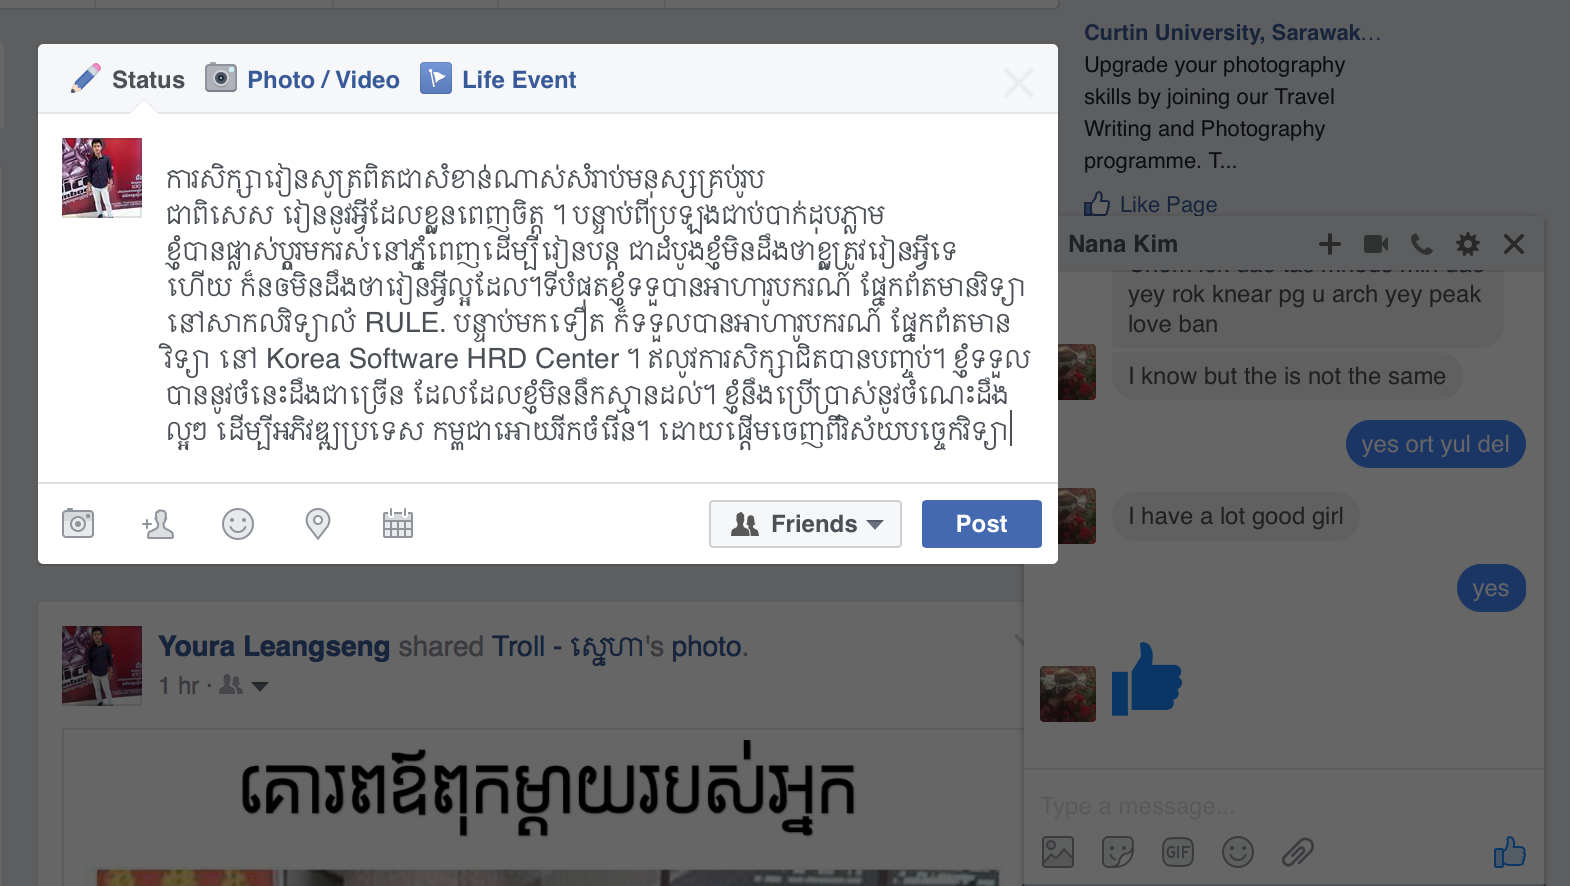 Curtin University, Sarawak...
Upgrade your photography
skills by joining our Travel
Writing and Photography
programme. T...
Like Page
Status
Photo / Video
Life Event
ការសិក្សារៀនសូត្រពិតជាសំខាន់ណាស់សំរាប់មនុស្សគ្រប់រូប
ជាពិសេស រៀននូវអ្វីដែលខ្លួនពេញចិត្ត ។ បន្ទាប់ពីប្រឡងជាប់បាក់ដុបភ្លាម
ខ្ញុំបានផ្លាស់ប្តូរមករស់នៅភ្នំពេញដើម្បីរៀនបន្ត ជាដំបូងខ្ញុំមិនដឹងថាខ្លួត្រូវរៀនអ្វីទេ
ហើយ ក៏នៅមិនដឹងថារៀនអ្វីល្អដែល។ទីបំផតខ្ញុំទទួបានអាហារូបករណ៍ ផ្នែកព័តមានវិទ្យា
នៅសាកលវិទ្យាល័ RULE. បន្ទាប់មកទៀត ក៏ទទួលបានអាហារូបករណ៍ ផ្នែកព័តមាន
វិទ្យា នៅ Korea Software HRD Center ។ ឥលូវការសិក្សាជិតបានបញ្ចប់។ ខ្ញុំទទួល
បាននូវចំនេះដឹងជាច្រើន ដែលដែលខ្ញុំមិននឹកស្មានដល់។ ខ្ញុំនឹងប្រើប្រាស់នូវចំណេះដឹង
ល្អៗ ដើម្បីអភិវឌ្ឍប្រទេស កម្ពុជាអោយរីកចំរើន។ ដោយផ្តើមចេញពីវិស័យបច្ចេកវិទ្យា
Friends
Post
Youra Leangseng shared Troll - ស្នេហា's photo.
1 hr
គោរពឪពុកម្តាយរបស់អ្នក
Nana Kim
yey rok knear pg u arch yey peak
love ban
I know but the is not the same
yes ort yul del
I have a lot good girl
yes
Type a message...
GIF